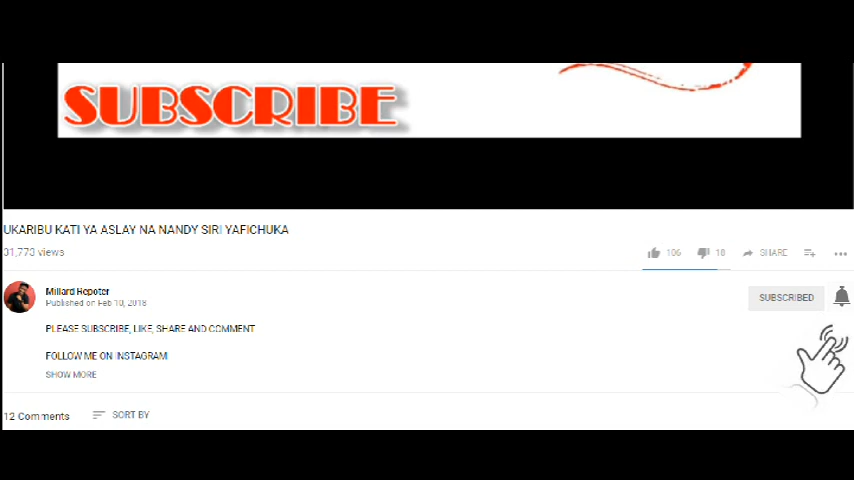 SUBSCRIBE
UKARIBU KATI YA ASLAY NA NANDY SIRI YAFICHUKA
31,773 views
106
18
SHARE
Millard Repoter
Published on Feb 10, 2018
SUBSCRIBED
PLEASE SUBSCRIBE, LIKE, SHARE AND COMMENT
FOLLOW ME ON INSTAGRAM
SHOW MORE
12 Comments
SORT BY